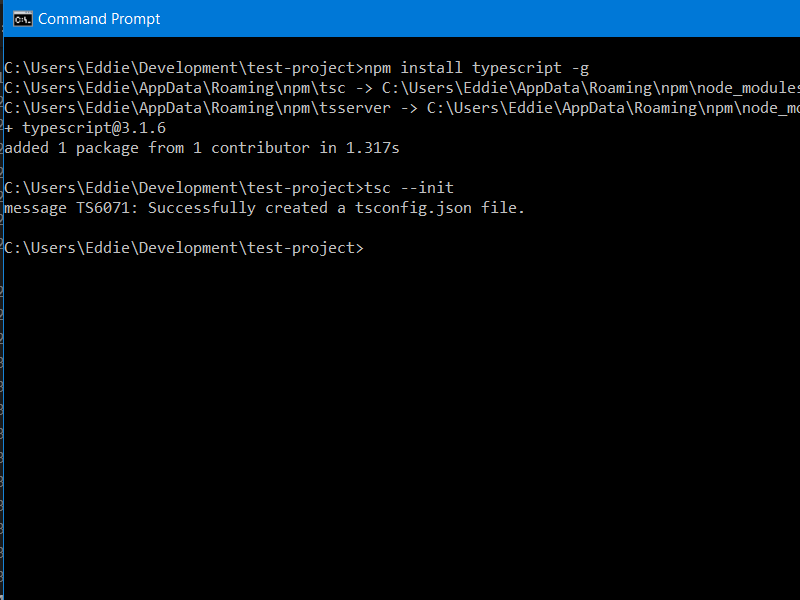 Command Prompt
C:\Users\Eddie\Development\test-project>npm install typescript -g
C:\Users\Eddie\AppData\Roaming\npm\tsc -> C:\Users\Eddie\AppData\Roaming\npm\node_modules
C:\Users\Eddie\AppData\Roaming\npm\tsserver -> C:\Users\Eddie\AppData\Roaming\npm\node_mo
+ typescript@3.1.6
added 1 package from 1 contributor in 1.317s
C:\Users\Eddie\Development\test-project>tsc --init
message TS6071: Successfully created a tsconfig.json file.
C:\Users\Eddie\Development\test-project>